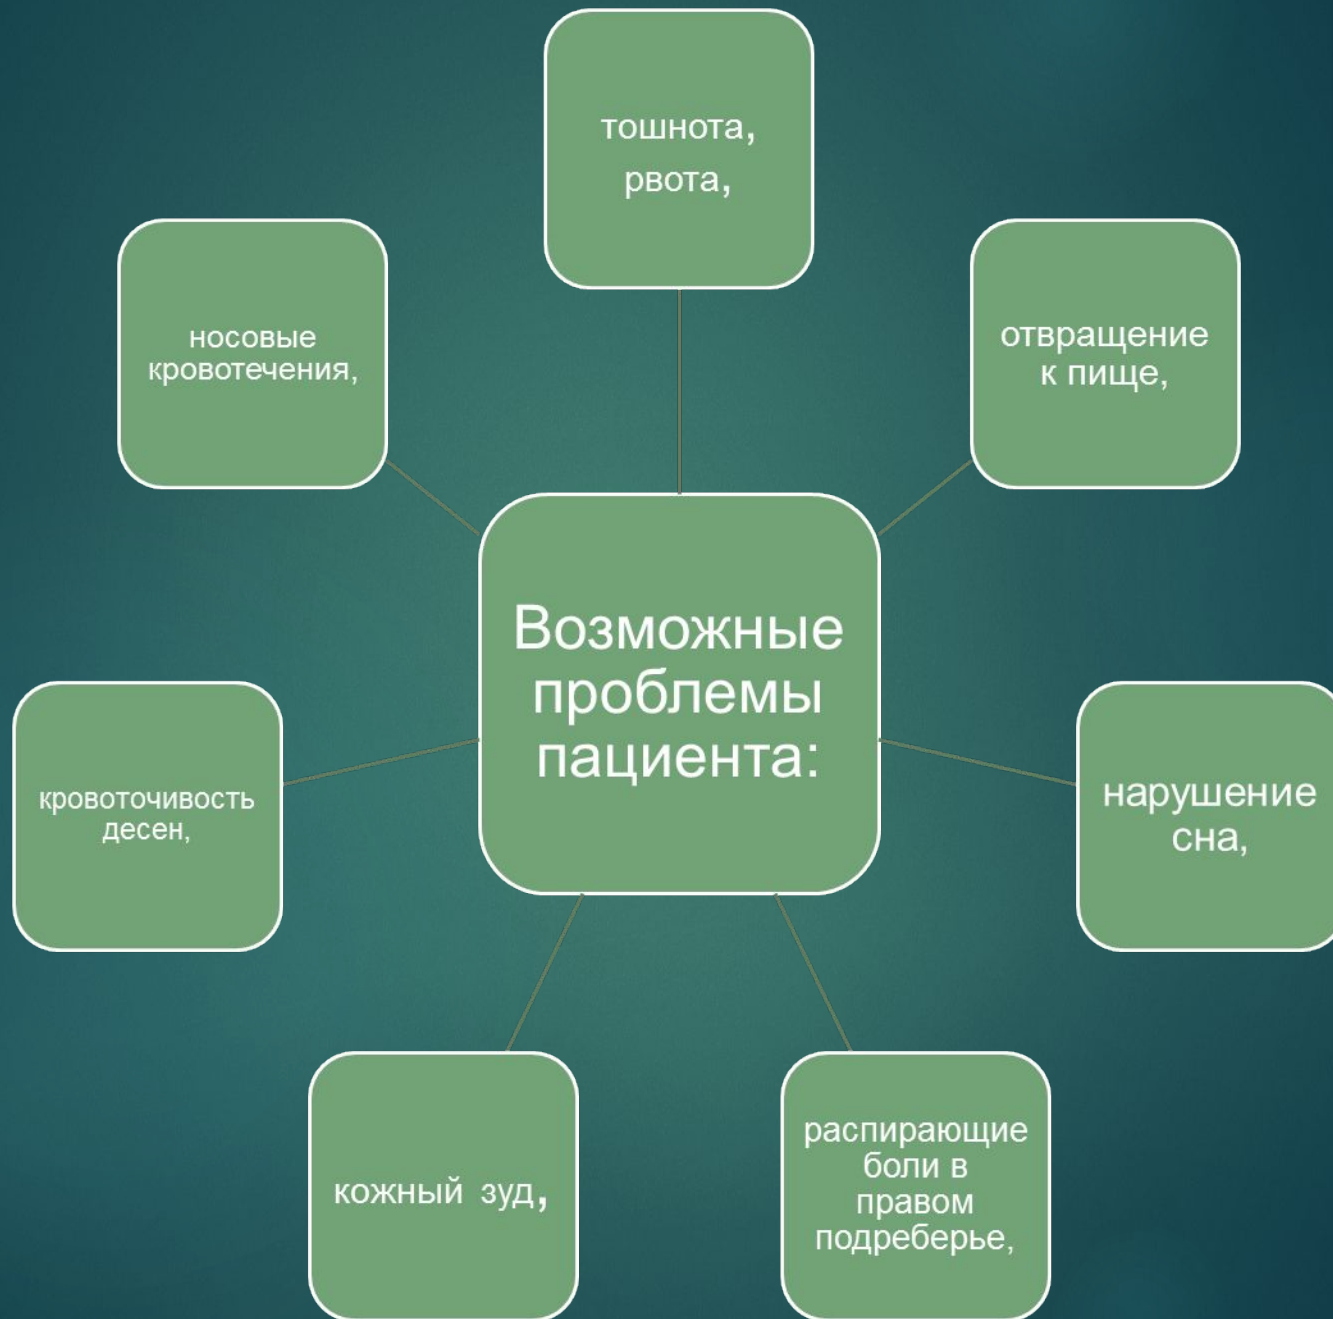 тошнота,
рвота,
отвращение
к пище,
нарушение
сна,
распирающие
боли в
правом
подреберье,
кожный зуд,
кровоточивость
десен,
носовые
кровотечения,
Возможные
проблемы
пациента: